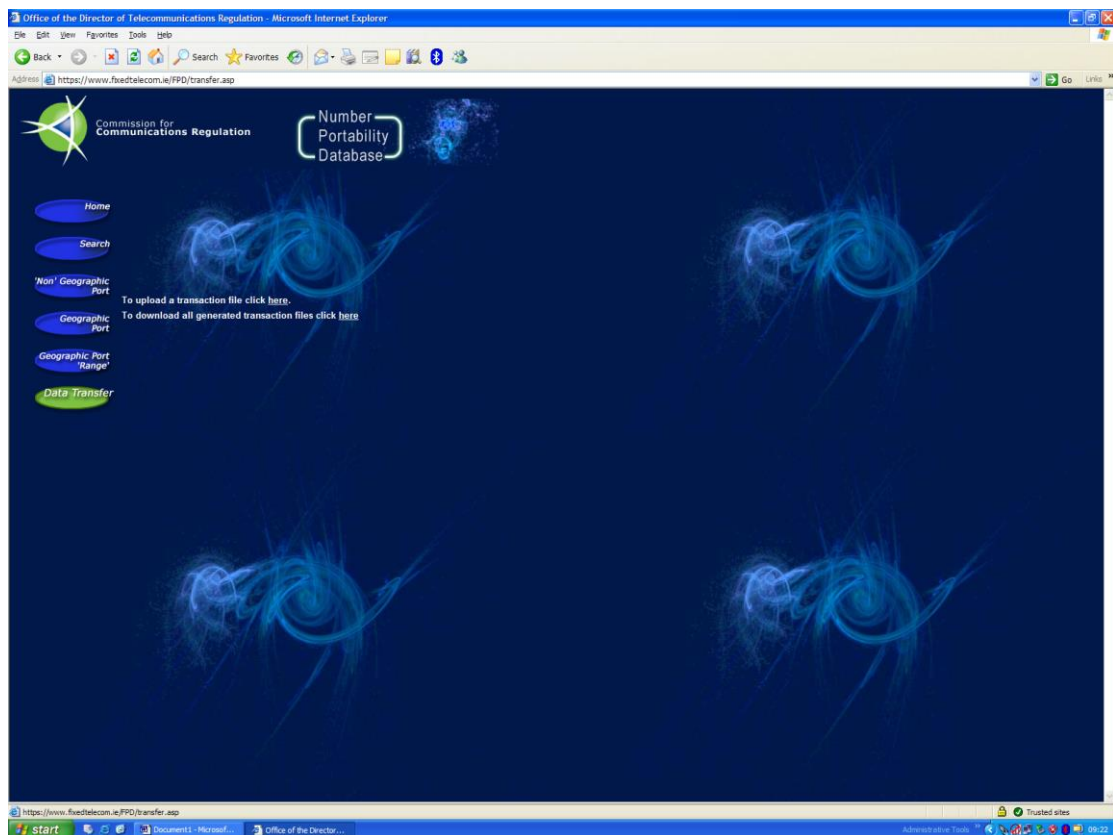 Office of the Director of Telecommunications Regulation - Microsoft Internet Explorer
File Edit View Favorites Tools Help
Back Search Favorites
Address https://www.fixedtelecom.ie/FPD/transfer.asp Go Links »
Commission for
Communications Regulation
Number
Portability
Database
Home
Search
'Non' Geographic
Port
To upload a transaction file click here.
Geographic
Port
To download all generated transaction files click here
Geographic Port
'Range'
Data Transfer
https://www.fixedtelecom.ie/FPD/transfer.asp Trusted sites
start Document1 - Microsof... Office of the Director... Administrative Tools » 09:22